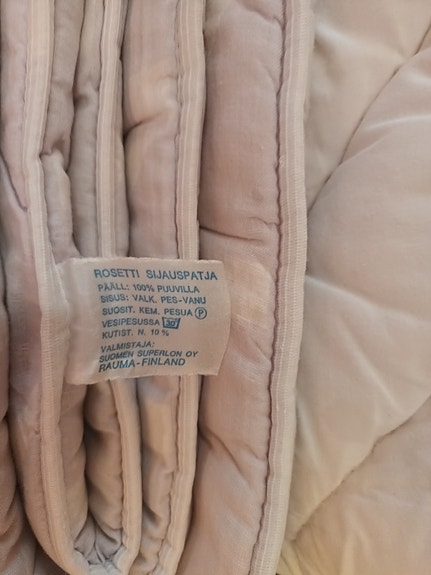 ROSETTI SIJAUSPATJA
PÄÄLL: 100% PUUVILLA
SISUS: VALK. PES-VANU
SUOSIT. KEM. PESUA P
VESIPESUSSA 30°
KUTIST. N. 10 %
VALMISTAJA:
SUOMEN SUPERLON OY
RAUMA-FINLAND